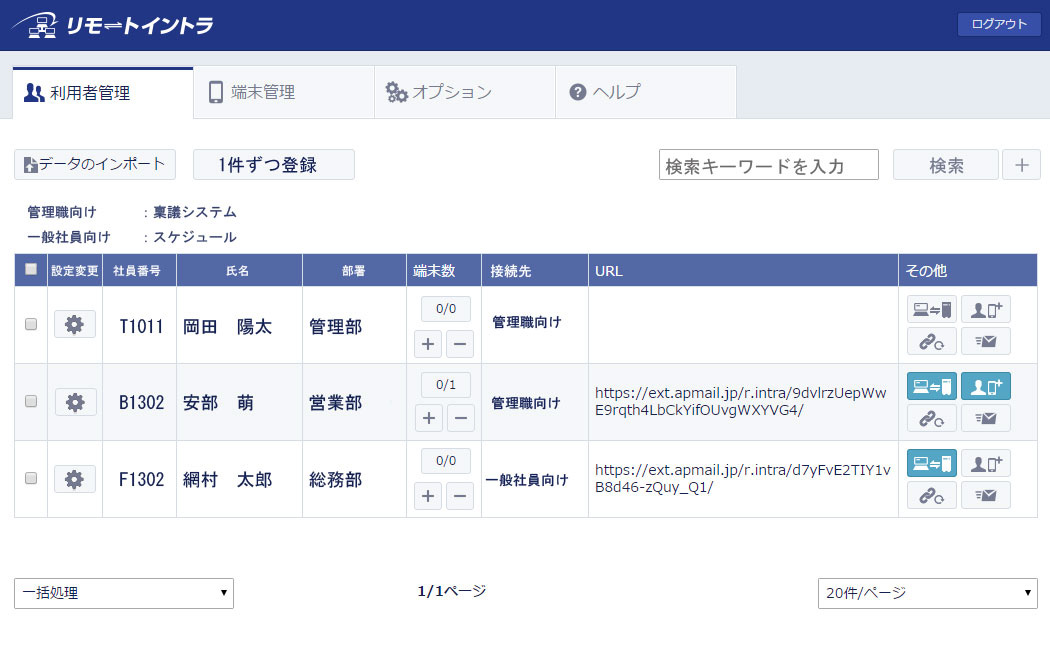 リモートイントラ
ログアウト
利用者管理 端末管理 オプション ヘルプ
データのインポート 1件ずつ登録 検索キーワードを入力 検索 +
管理職向け : 稟議システム
一般社員向け : スケジュール
設定変更 社員番号 氏名 部署 端末数 接続先 URL その他
T1011 岡田 陽太 管理部 0/0 + − 管理職向け
B1302 安部 萌 営業部 0/1 + − 管理職向け
https://ext.apmail.jp/r.intra/9dvlrzUepWw
E9rqth4LbCkYifOUvgWXYVG4/
F1302 網村 太郎 総務部 0/0 + − 一般社員向け
https://ext.apmail.jp/r.intra/d7yFvE2TIY1v
B8d46-zQuy_Q1/
一括処理 1/1ページ 20件/ページ